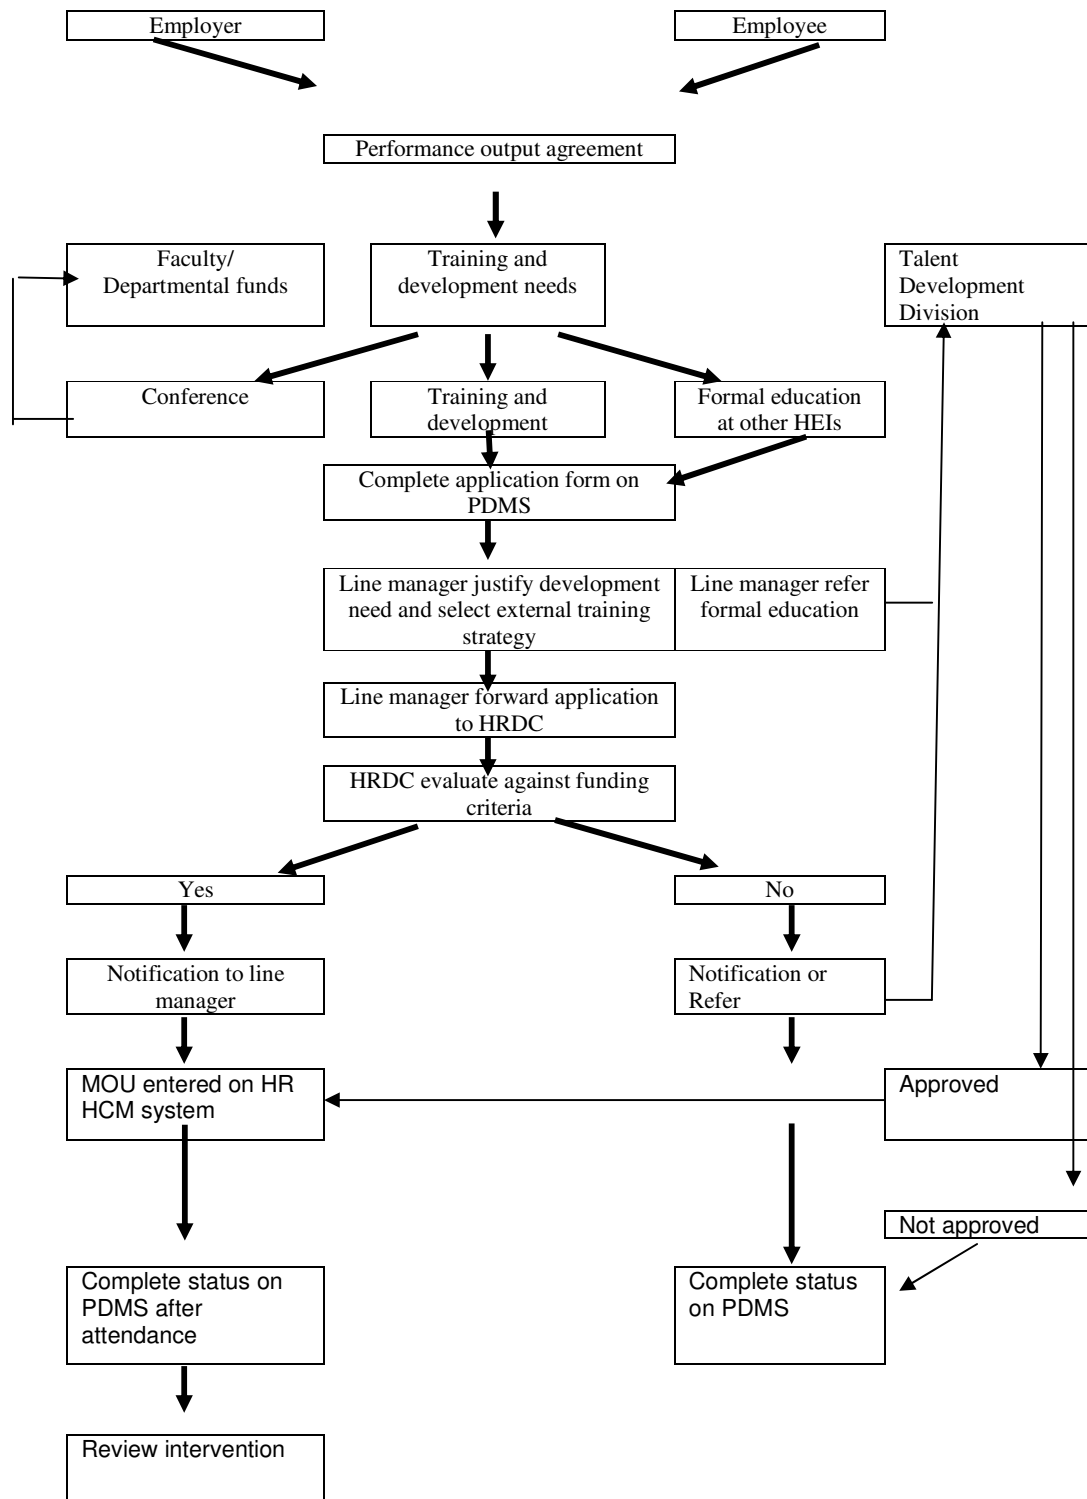 Employer
Employee
Performance output agreement
Faculty/
Departmental funds
Training and
development needs
Talent
Development
Division
Conference
Training and
development
Formal education
at other HEIs
Complete application form on
PDMS
Line manager justify development
need and select external training
strategy
Line manager refer
formal education
Line manager forward application
to HRDC
HRDC evaluate against funding
criteria
Yes
No
Notification to line
manager
Notification or
Refer
MOU entered on HR
HCM system
Approved
Not approved
Complete status on
PDMS after
attendance
Complete status
on PDMS
Review intervention